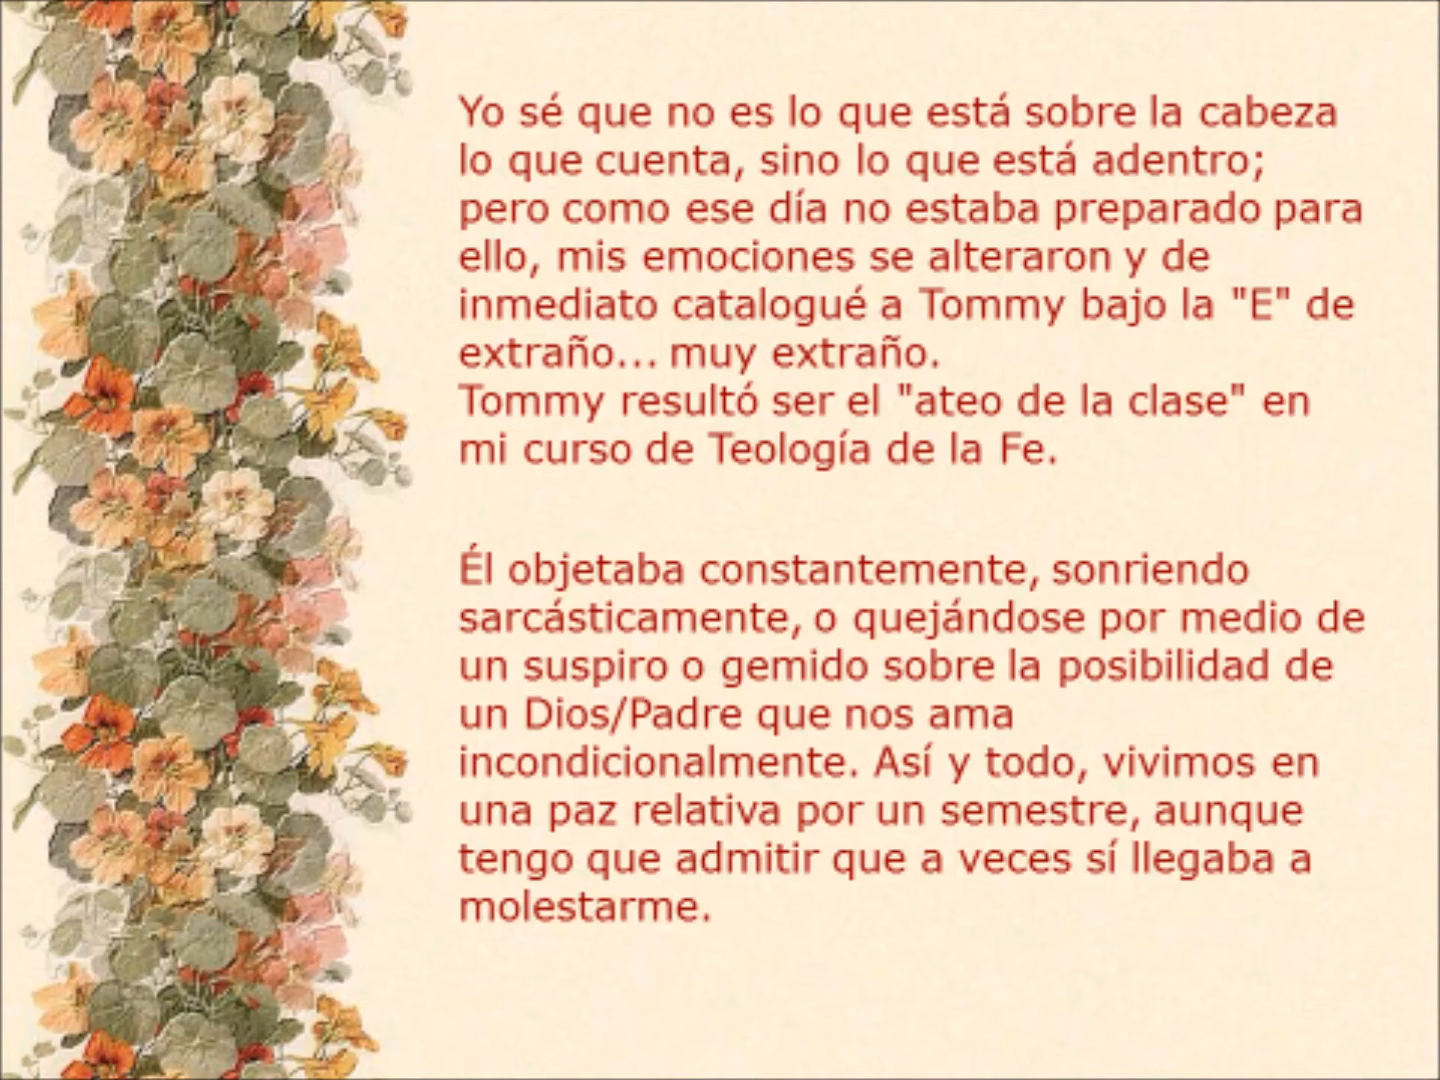 Yo sé que no es lo que está sobre la cabeza
lo que cuenta, sino lo que está adentro;
pero como ese día no estaba preparado para
ello, mis emociones se alteraron y de
inmediato catalogué a Tommy bajo la "E" de
extraño... muy extraño.
Tommy resultó ser el "ateo de la clase" en
mi curso de Teología de la Fe.
Él objetaba constantemente, sonriendo
sarcásticamente, o quejándose por medio de
un suspiro o gemido sobre la posibilidad de
un Dios/Padre que nos ama
incondicionalmente. Así y todo, vivimos en
una paz relativa por un semestre, aunque
tengo que admitir que a veces sí llegaba a
molestarme.